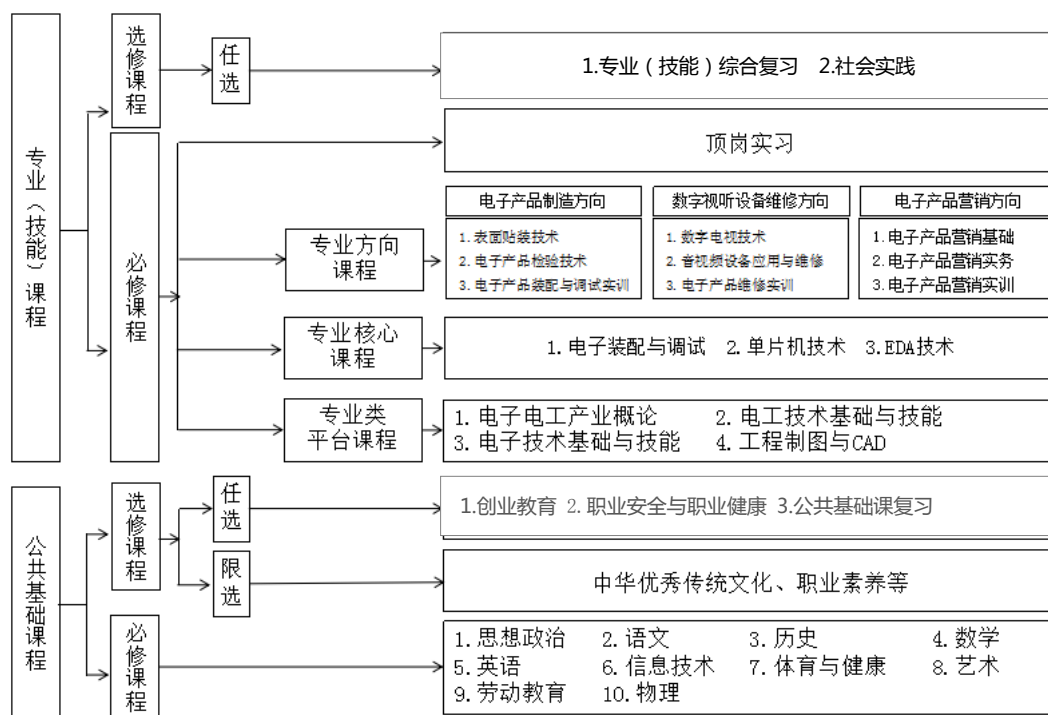 专业（技能）课程
选修课程
任选
1.专业（技能）综合复习 2.社会实践
必修课程
顶岗实习
专业方向
课程
电子产品制造方向
1.表面贴装技术
2.电子产品检验技术
3.电子产品装配与调试实训
数字视听设备维修方向
1.数字电视技术
2.音视频设备应用与维修
3.电子产品维修实训
电子产品营销方向
1.电子产品营销基础
2.电子产品营销实务
3.电子产品营销实训
专业核心
课程
1.电子装配与调试 2.单片机技术 3.EDA技术
专业类
平台课程
1.电子电工产业概论 2.电工技术基础与技能
3.电子技术基础与技能 4.工程制图与CAD
公共基础课程
选修课程
任选
1.创业教育 2.职业安全与职业健康 3.公共基础课复习
限选
中华优秀传统文化、职业素养等
必修课程
1.思想政治 2.语文 3.历史 4.数学
5.英语 6.信息技术 7.体育与健康 8.艺术
9.劳动教育 10.物理